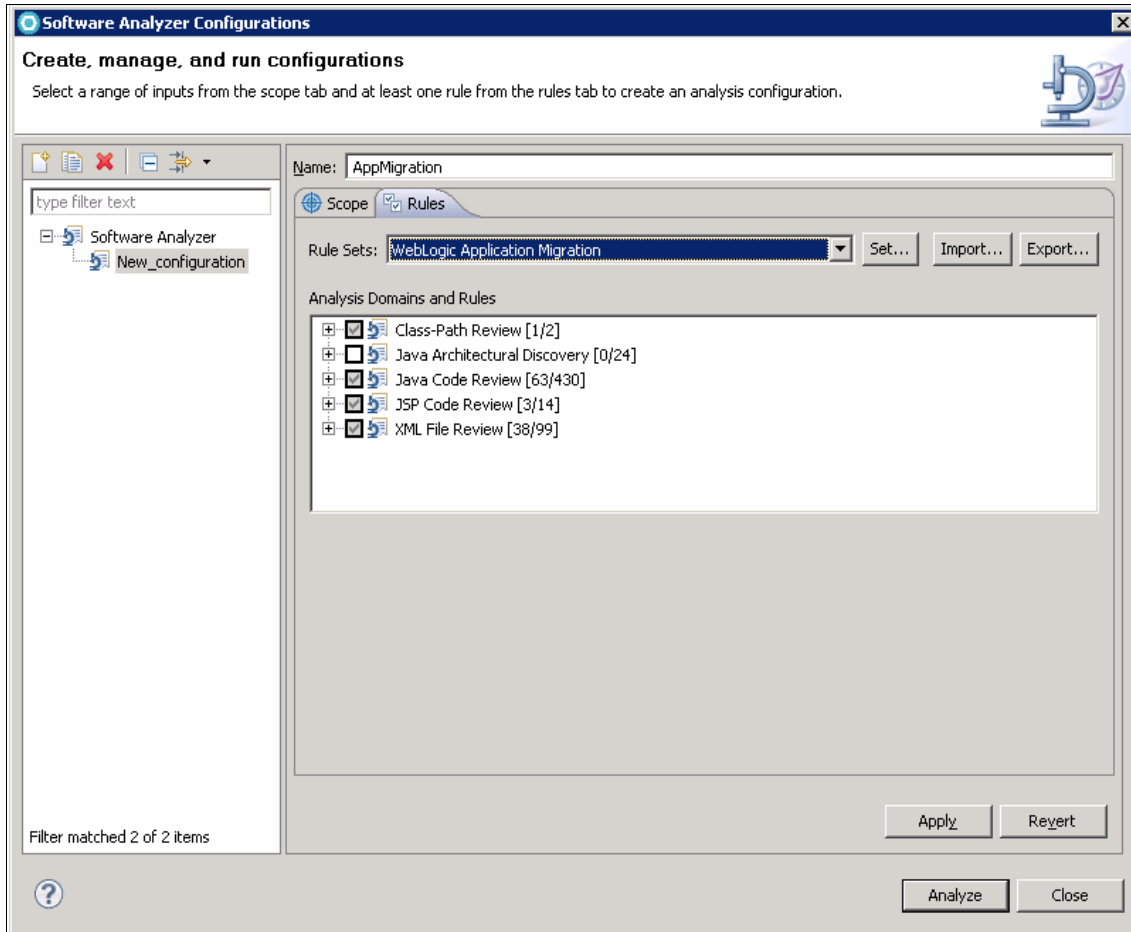 Software Analyzer Configurations
Create, manage, and run configurations
Select a range of inputs from the scope tab and at least one rule from the rules tab to create an analysis configuration.
type filter text
Software Analyzer
New_configuration
Filter matched 2 of 2 items
Name: AppMigration
Scope Rules
Rule Sets: WebLogic Application Migration Set... Import... Export...
Analysis Domains and Rules
Class-Path Review [1/2]
Java Architectural Discovery [0/24]
Java Code Review [63/430]
JSP Code Review [3/14]
XML File Review [38/99]
Apply Revert
Analyze Close